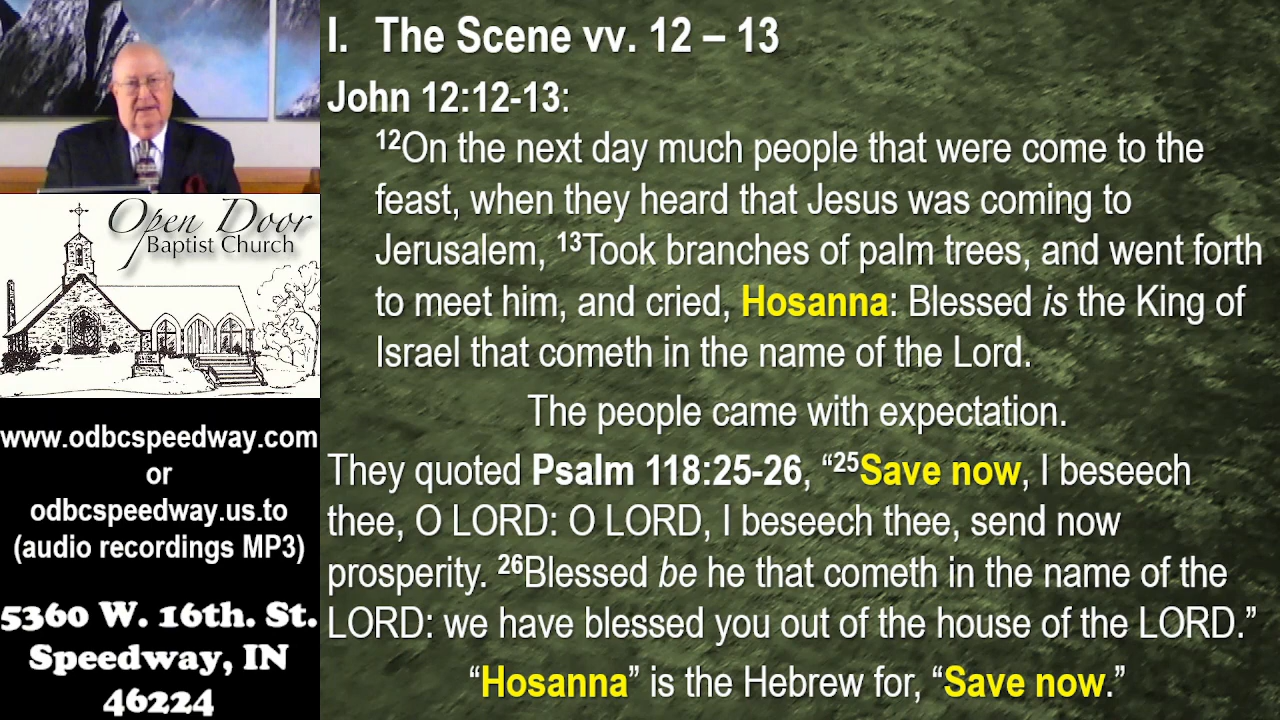 Open Door
Baptist Church
www.odbcspeedway.com
or
odbcspeedway.us.to
(audio recordings MP3)
5360 W. 16th. St.
Speedway, IN
46224
I. The Scene vv. 12 – 13
John 12:12-13:
¹²On the next day much people that were come to the
feast, when they heard that Jesus was coming to
Jerusalem, ¹³Took branches of palm trees, and went forth
to meet him, and cried, Hosanna: Blessed is the King of
Israel that cometh in the name of the Lord.
The people came with expectation.
They quoted Psalm 118:25-26, “²⁵Save now, I beseech
thee, O LORD: O LORD, I beseech thee, send now
prosperity. ²⁶Blessed be he that cometh in the name of the
LORD: we have blessed you out of the house of the LORD.”
“Hosanna” is the Hebrew for, “Save now.”